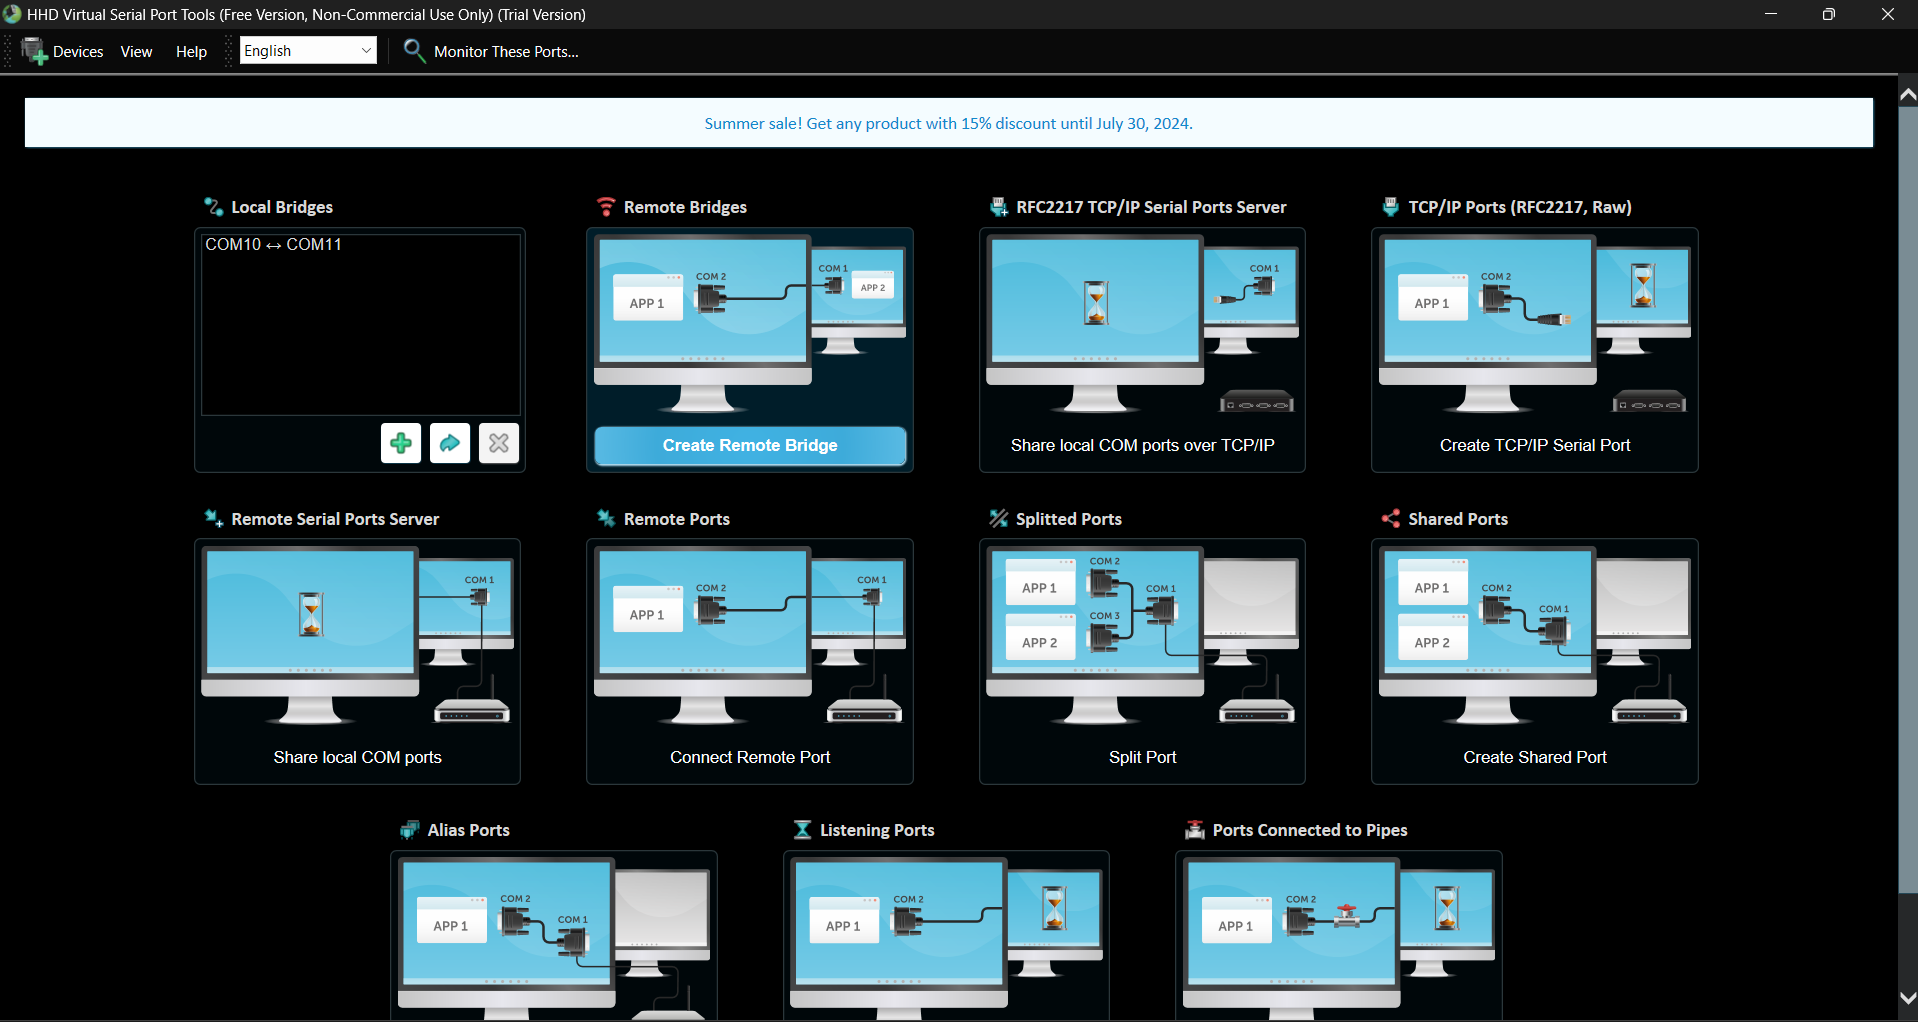 HHD Virtual Serial Port Tools (Free Version, Non-Commercial Use Only) (Trial Version)
Devices View Help English Monitor These Ports...
Summer sale! Get any product with 15% discount until July 30, 2024.
Local Bridges
COM10 ↔ COM11
Remote Bridges
APP 1
COM 2
COM 1
APP 2
Create Remote Bridge
RFC2217 TCP/IP Serial Ports Server
COM 1
Share local COM ports over TCP/IP
TCP/IP Ports (RFC2217, Raw)
APP 1
COM 2
Create TCP/IP Serial Port
Remote Serial Ports Server
COM 1
Share local COM ports
Remote Ports
APP 1
COM 2
COM 1
Connect Remote Port
Splitted Ports
APP 1
COM 2
COM 1
APP 2
COM 3
Split Port
Shared Ports
APP 1
COM 2
COM 1
APP 2
Create Shared Port
Alias Ports
APP 1
COM 2
COM 1
Listening Ports
APP 1
COM 2
Ports Connected to Pipes
APP 1
COM 2